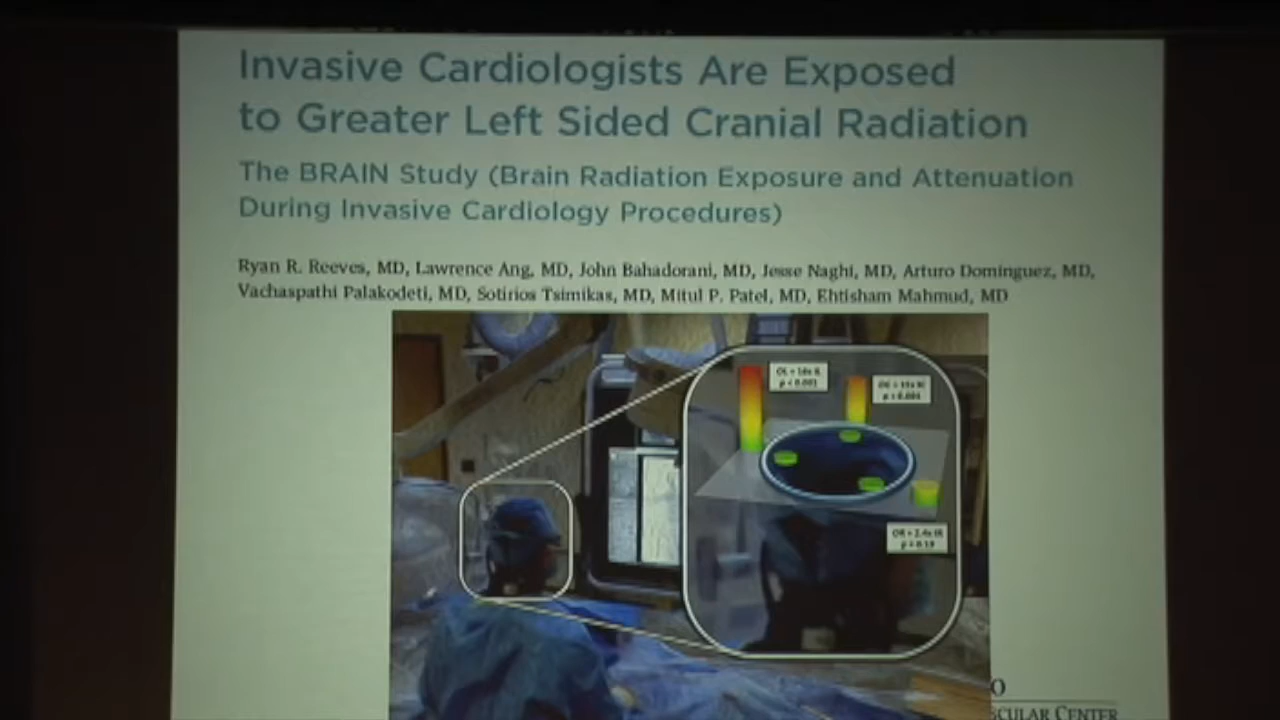 Invasive Cardiologists Are Exposed
to Greater Left Sided Cranial Radiation
The BRAIN Study (Brain Radiation Exposure and Attenuation
During Invasive Cardiology Procedures)
Ryan R. Reeves, MD, Lawrence Ang, MD, John Bahadorani, MD, Jesse Naghi, MD, Arturo Dominguez, MD,
Vachaspathi Palakodeti, MD, Sotirios Tsimikas, MD, Mitul P. Patel, MD, Ehtisham Mahmud, MD